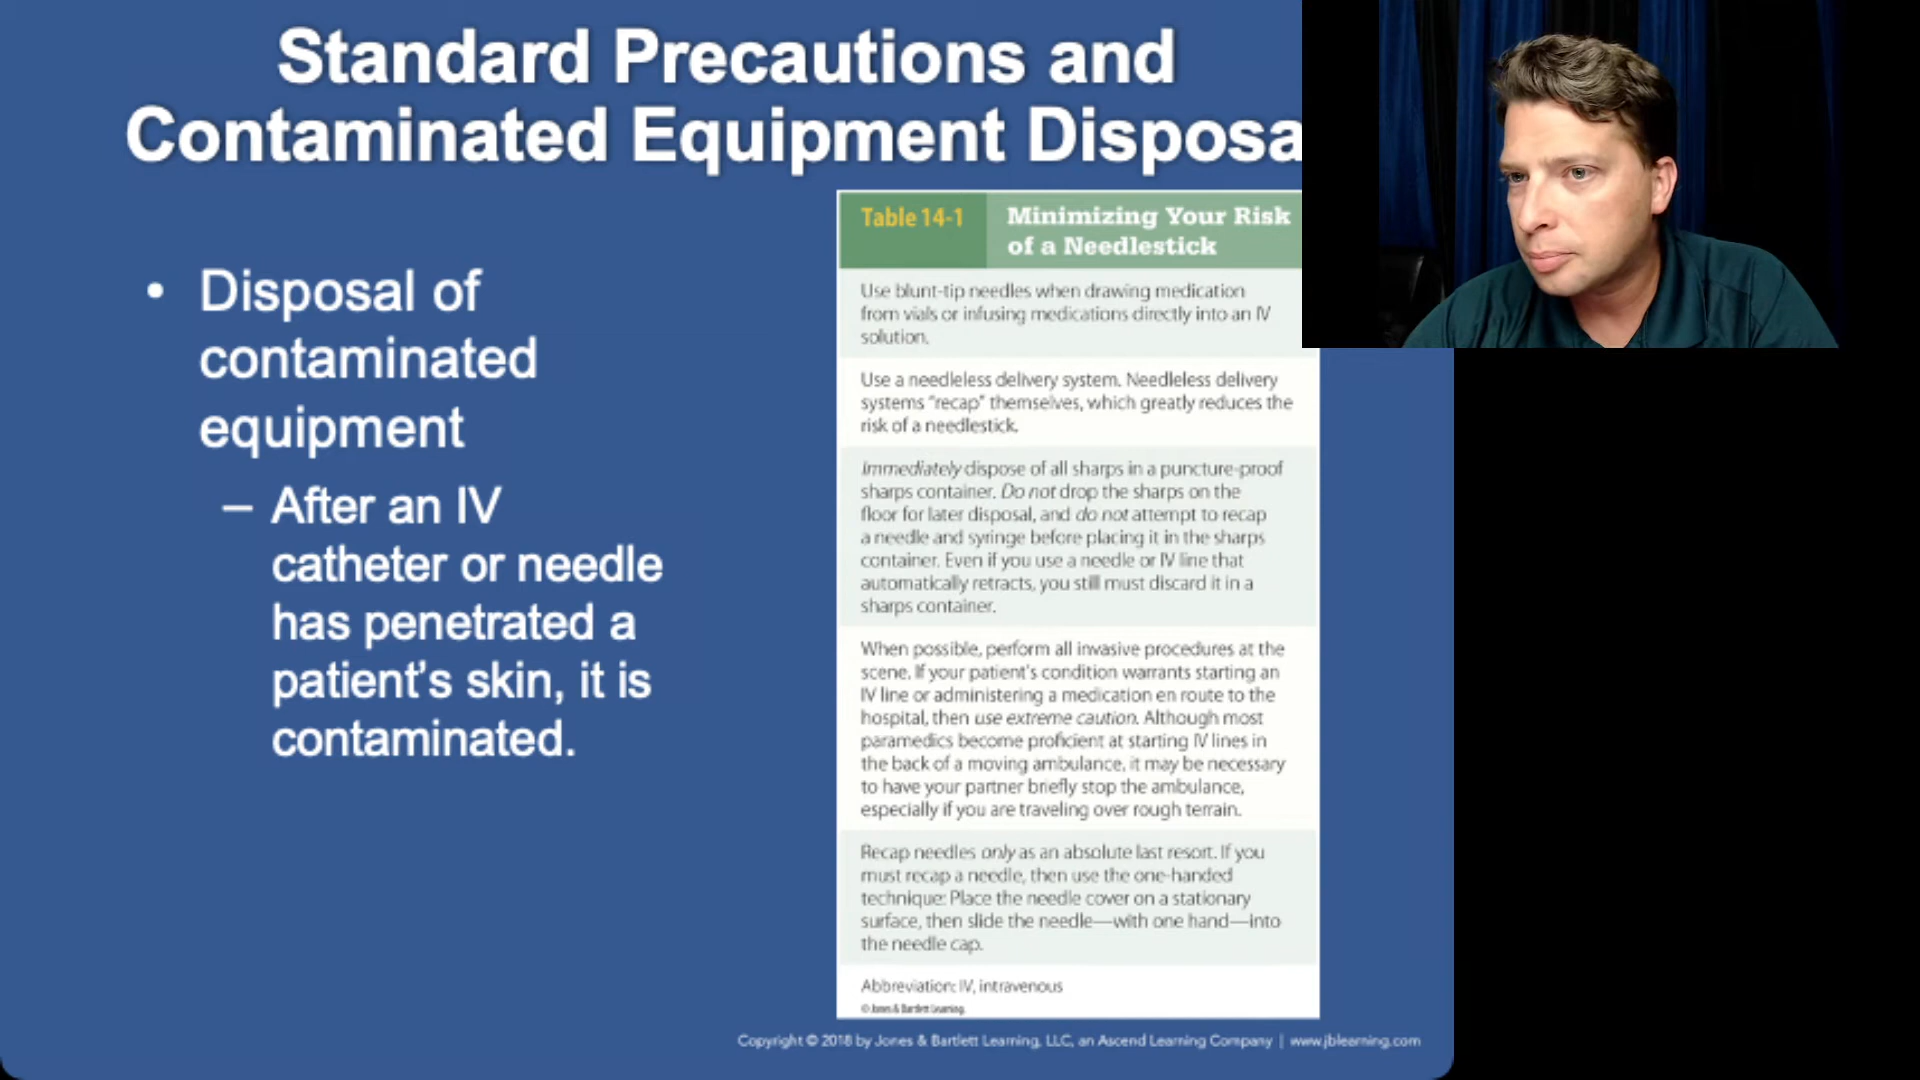 Standard Precautions and
Contaminated Equipment Disposa
• Disposal of
contaminated
equipment
– After an IV
catheter or needle
has penetrated a
patient's skin, it is
contaminated.
Table 14-1
Minimizing Your Risk
of a Needlestick
Use blunt-tip needles when drawing medication
from vials or infusing medications directly into an IV
solution.
Use a needleless delivery system. Needleless delivery
systems "recap" themselves, which greatly reduces the
risk of a needlestick.
Immediately dispose of all sharps in a puncture-proof
sharps container. Do not drop the sharps on the
floor for later disposal, and do not attempt to recap
a needle and syringe before placing it in the sharps
container. Even if you use a needle or IV line that
automatically retracts, you still must discard it in a
sharps container.
When possible, perform all invasive procedures at the
scene. If your patient's condition warrants starting an
IV line or administering a medication en route to the
hospital, then use extreme caution. Although most
paramedics become proficient at starting IV lines in
the back of a moving ambulance, it may be necessary
to have your partner briefly stop the ambulance,
especially if you are traveling over rough terrain.
Recap needles only as an absolute last resort. If you
must recap a needle, then use the one-handed
technique: Place the needle cover on a stationary
surface, then slide the needle—with one hand—into
the needle cap.
Abbreviation: IV, intravenous
© Jones & Bartlett Learning.
Copyright © 2018 by Jones & Bartlett Learning, LLC, an Ascend Learning Company | www.jblearning.com